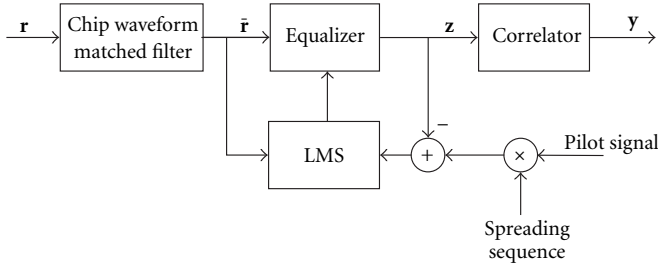 r
Chip waveform
matched filter
r̄
Equalizer
z
Correlator
y
LMS
−
+
×
Pilot signal
Spreading
sequence